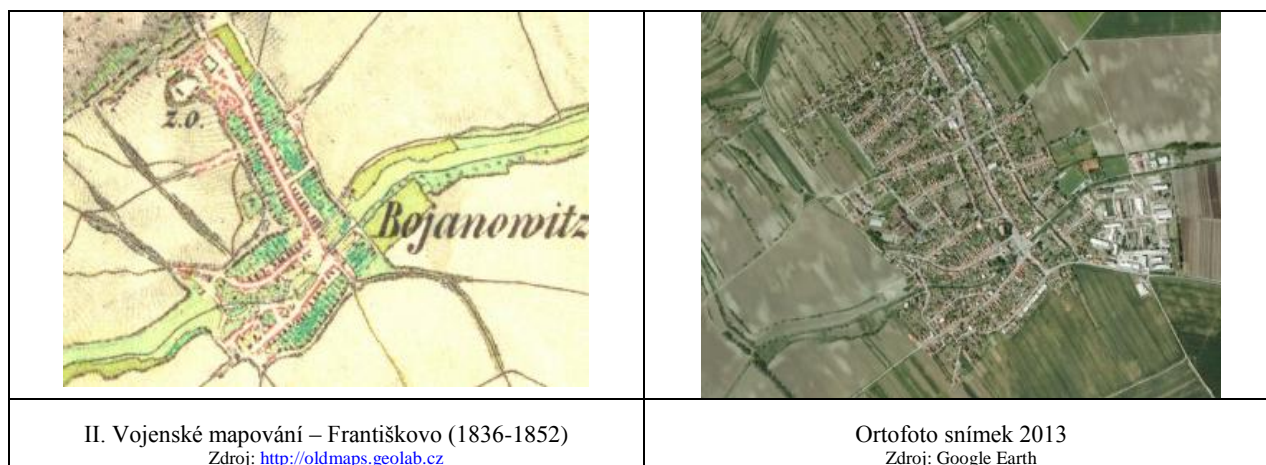 z.o.
Bojanowitz
II. Vojenské mapování – Františkovo (1836-1852)
Zdroj: http://oldmaps.geolab.cz
Ortofoto snímek 2013
Zdroj: Google Earth